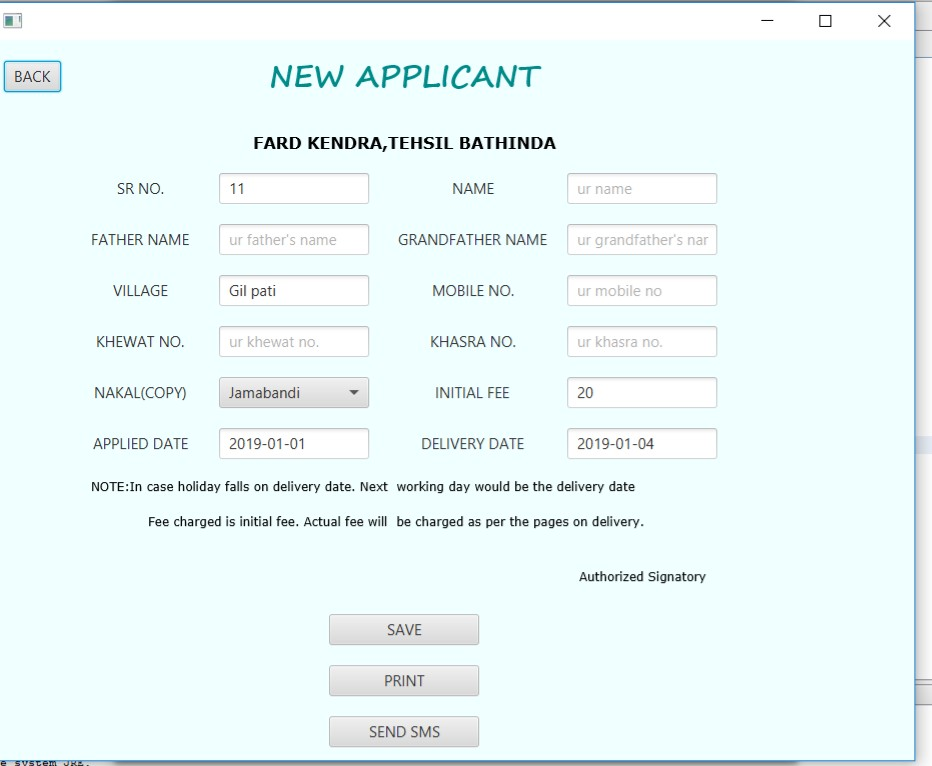 BACK
NEW APPLICANT
FARD KENDRA,TEHSIL BATHINDA
SR NO. 11 NAME ur name
FATHER NAME ur father's name GRANDFATHER NAME ur grandfather's nar
VILLAGE Gil pati MOBILE NO. ur mobile no
KHEWAT NO. ur khewat no. KHASRA NO. ur khasra no.
NAKAL(COPY) Jamabandi INITIAL FEE 20
APPLIED DATE 2019-01-01 DELIVERY DATE 2019-01-04
NOTE:In case holiday falls on delivery date. Next working day would be the delivery date
Fee charged is initial fee. Actual fee will be charged as per the pages on delivery.
Authorized Signatory
SAVE
PRINT
SEND SMS
e system JRE.